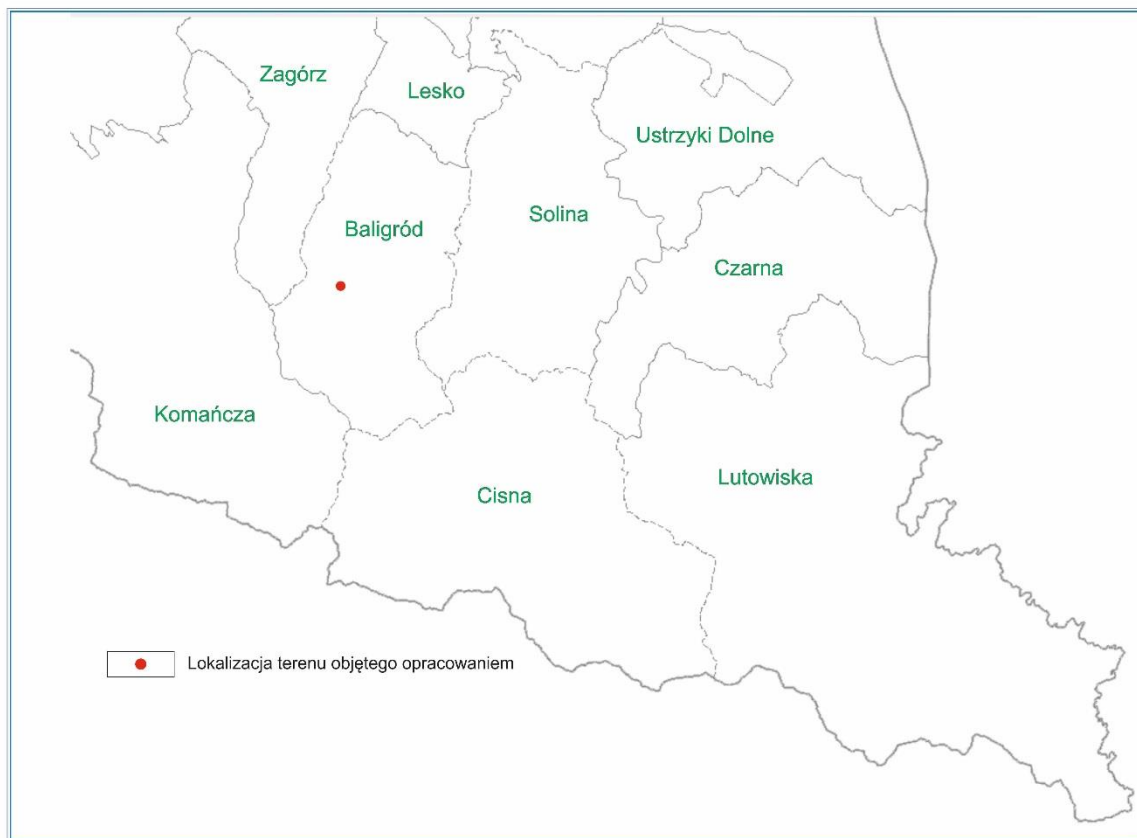 Zagórz
Lesko
Ustrzyki Dolne
Solina
Baligród
Czarna
Komańcza
Lutowiska
Cisna
Lokalizacja terenu objętego opracowaniem